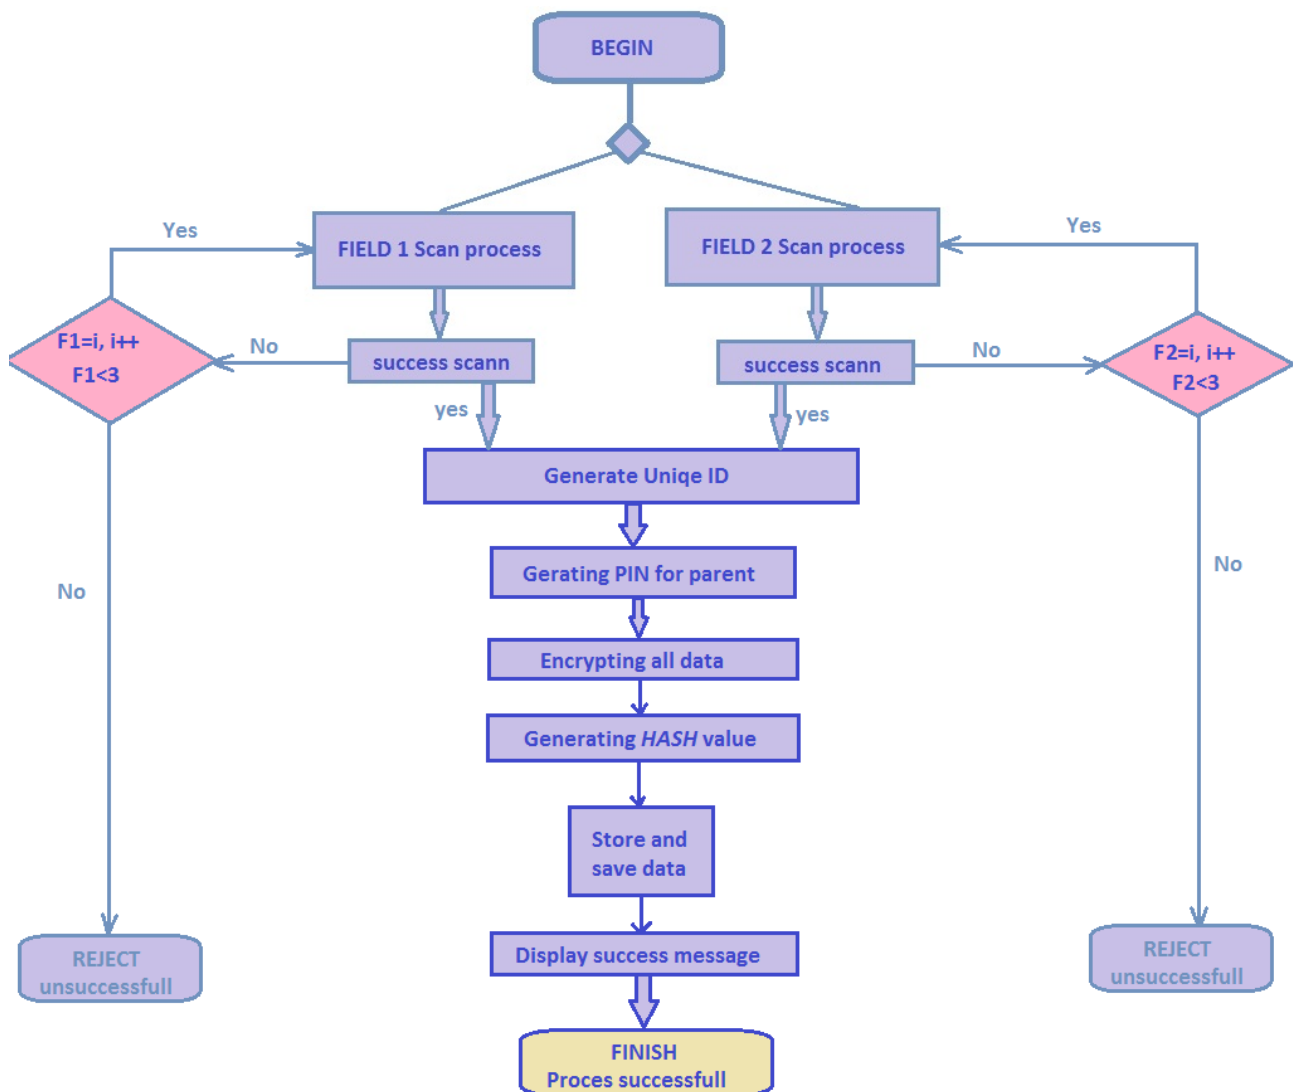 BEGIN
Yes
FIELD 1 Scan process
FIELD 2 Scan process
Yes
F1=i, i++
F1<3
No
success scann
success scann
No
F2=i, i++
F2<3
yes
yes
Generate Uniqe ID
Gerating PIN for parent
No
No
Encrypting all data
Generating HASH value
Store and
save data
Display success message
REJECT
unsuccessfull
REJECT
unsuccessfull
FINISH
Proces successfull